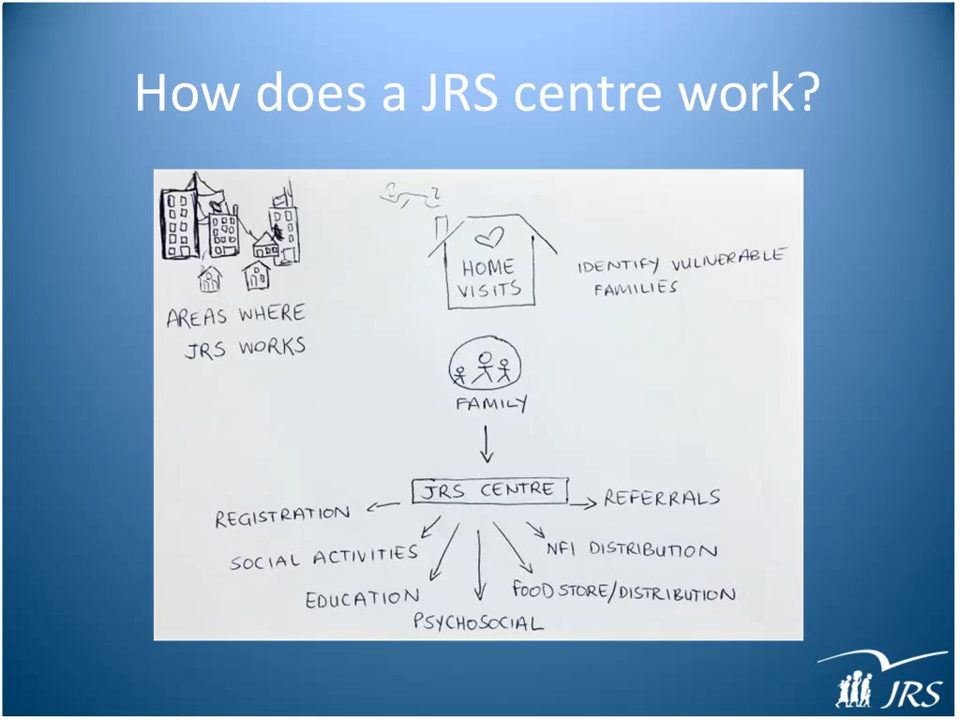 How does a JRS centre work?
AREAS WHERE
JRS WORKS
HOME
VISITS
IDENTIFY VULNERABLE
FAMILIES
FAMILY
JRS CENTRE
REGISTRATION
REFERRALS
SOCIAL ACTIVITIES
NFI DISTRIBUTION
EDUCATION
FOOD STORE/DISTRIBUTION
PSYCHOSOCIAL
JRS